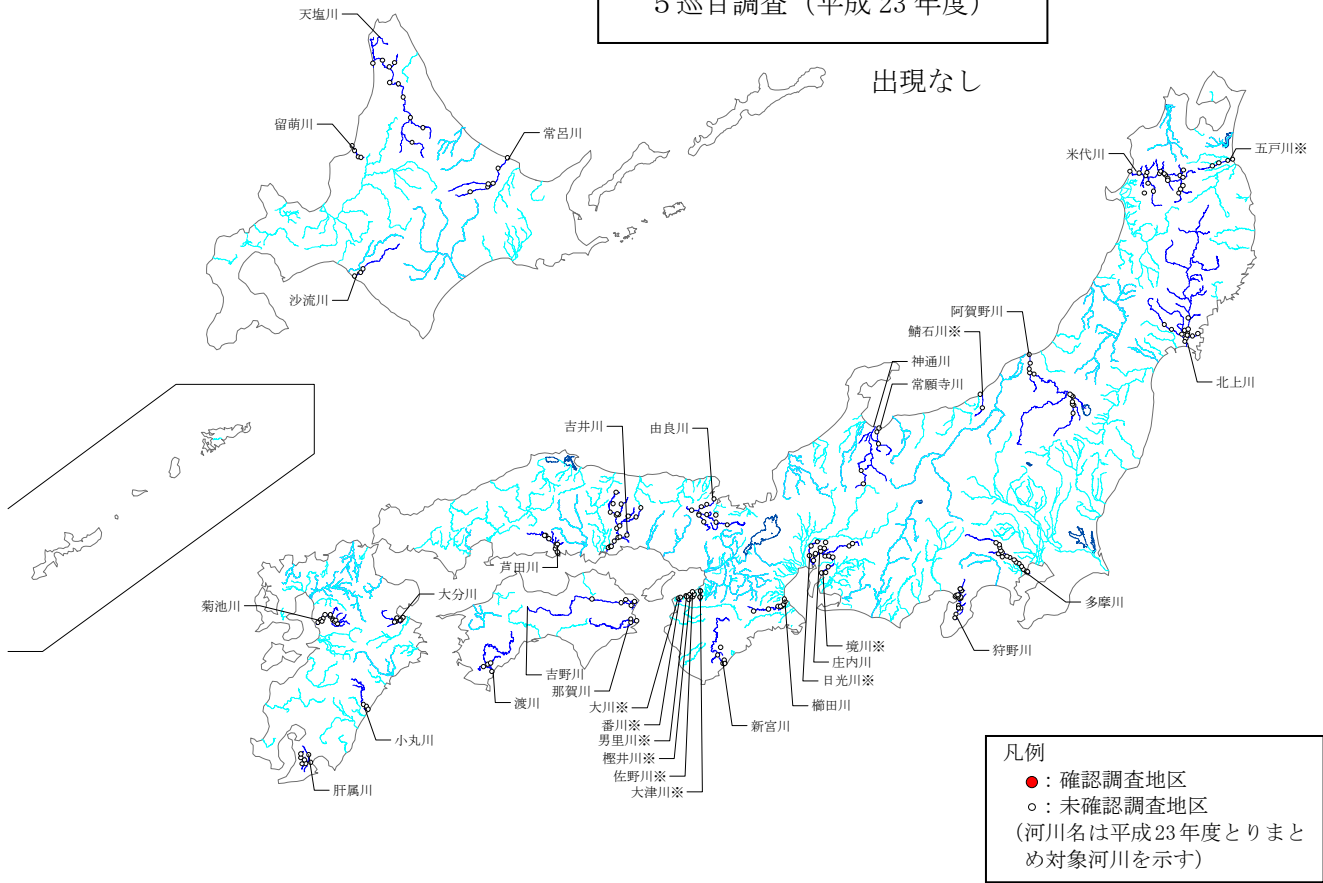 5巡目調査（平成 23 年度）
出現なし
天塩川
留萌川
常呂川
沙流川
米代川
五戸川※
阿賀野川
鯖石川※
神通川
常願寺川
北上川
吉井川
由良川
芦田川
大分川
菊池川
多摩川
狩野川
境川※
庄内川
日光川※
櫛田川
新宮川
吉野川
那賀川
渡川
大川※
番川※
男里川※
樫井川※
佐野川※
大津川※
小丸川
肝属川
凡例
●：確認調査地区
○：未確認調査地区
（河川名は平成23年度とりまと
め対象河川を示す）